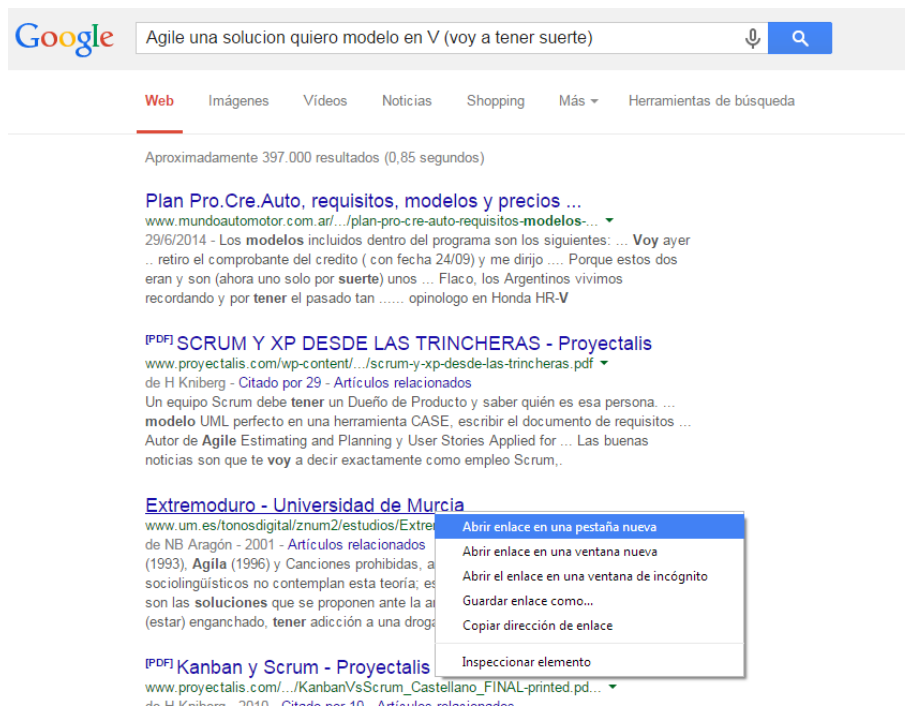 Google
Agile una solucion quiero modelo en V (voy a tener suerte)
Web Imágenes Vídeos Noticias Shopping Más Herramientas de búsqueda
Aproximadamente 397.000 resultados (0,85 segundos)
Plan Pro.Cre.Auto, requisitos, modelos y precios ...
www.mundoautomotor.com.ar/.../plan-pro-cre-auto-requisitos-modelos-...
29/6/2014 - Los modelos incluidos dentro del programa son los siguientes: ... Voy ayer
.. retiro el comprobante del credito ( con fecha 24/09) y me dirijo .... Porque estos dos
eran y son (ahora uno solo por suerte) unos ... Flaco, los Argentinos vivimos
recordando y por tener el pasado tan ...... opinologo en Honda HR-V
[PDF] SCRUM Y XP DESDE LAS TRINCHERAS - Proyectalis
www.proyectalis.com/wp-content/.../scrum-y-xp-desde-las-trincheras.pdf
de H Kniberg - Citado por 29 - Artículos relacionados
Un equipo Scrum debe tener un Dueño de Producto y saber quién es esa persona. ...
modelo UML perfecto en una herramienta CASE, escribir el documento de requisitos ...
Autor de Agile Estimating and Planning y User Stories Applied for ... Las buenas
noticias son que te voy a decir exactamente como empleo Scrum,.
Extremoduro - Universidad de Murcia
www.um.es/tonosdigital/znum2/estudios/Extre
de NB Aragón - 2001 - Artículos relacionados
(1993), Agila (1996) y Canciones prohibidas, a
sociolingüísticos no contemplan esta teoría; es
son las soluciones que se proponen ante la a
(estar) enganchado, tener adicción a una droga
Abrir enlace en una pestaña nueva
Abrir enlace en una ventana nueva
Abrir el enlace en una ventana de incógnito
Guardar enlace como...
Copiar dirección de enlace
Inspeccionar elemento
[PDF] Kanban y Scrum - Proyectalis
www.proyectalis.com/.../KanbanVsScrum_Castellano_FINAL-printed.pd...
de H Kniberg - 2010 - Citado por 10 - Artículos relacionados